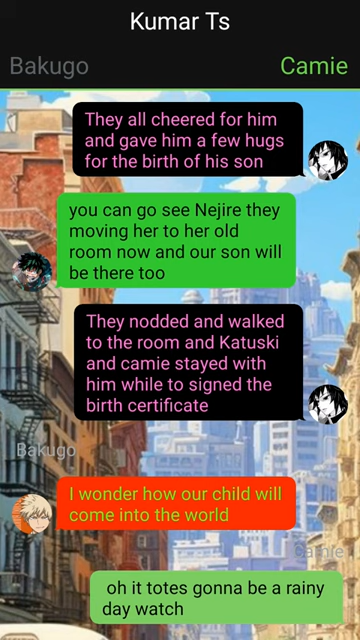 Kumar Ts
Bakugo
Camie
They all cheered for him
and gave him a few hugs
for the birth of his son
you can go see Nejire they
moving her to her old
room now and our son will
be there too
They nodded and walked
to the room and Katuski
and camie stayed with
him while to signed the
birth certificate
Bakugo
I wonder how our child will
come into the world
Camie
oh it totes gonna be a rainy
day watch